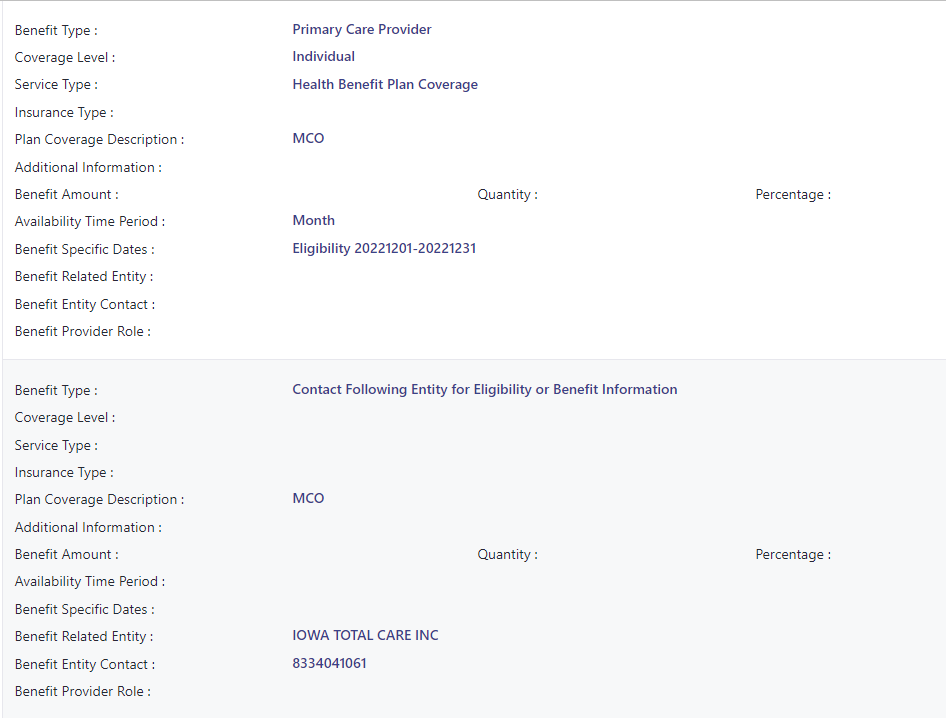 Benefit Type : Primary Care Provider
Coverage Level : Individual
Service Type : Health Benefit Plan Coverage
Insurance Type :
Plan Coverage Description : MCO
Additional Information :
Benefit Amount : Quantity : Percentage :
Availability Time Period : Month
Benefit Specific Dates : Eligibility 20221201-20221231
Benefit Related Entity :
Benefit Entity Contact :
Benefit Provider Role :
Benefit Type : Contact Following Entity for Eligibility or Benefit Information
Coverage Level :
Service Type :
Insurance Type :
Plan Coverage Description : MCO
Additional Information :
Benefit Amount : Quantity : Percentage :
Availability Time Period :
Benefit Specific Dates :
Benefit Related Entity : IOWA TOTAL CARE INC
Benefit Entity Contact : 8334041061
Benefit Provider Role :